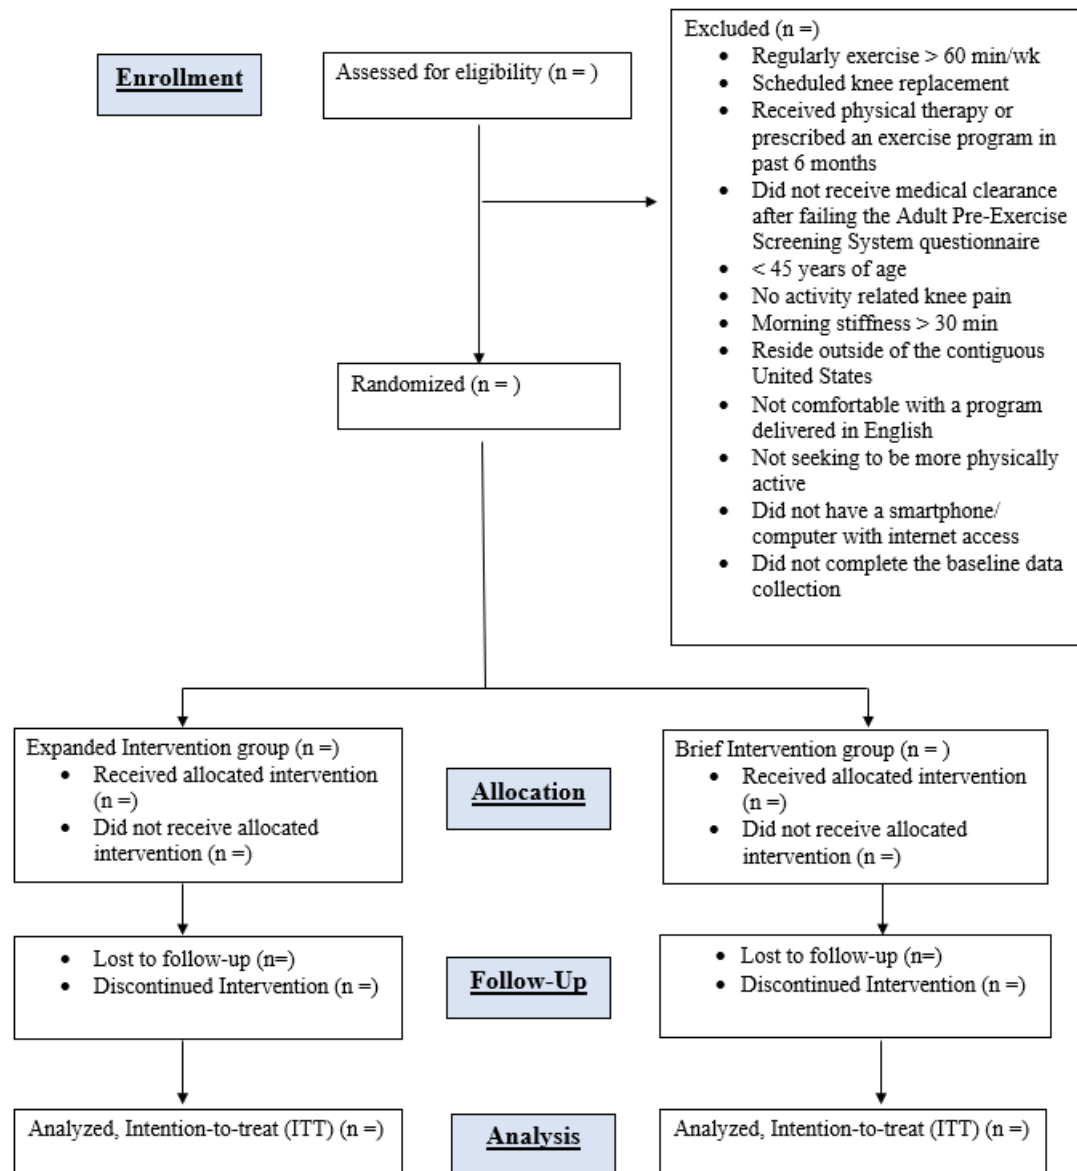 Enrollment
Assessed for eligibility (n = )
Excluded (n =)
• Regularly exercise > 60 min/wk
• Scheduled knee replacement
• Received physical therapy or
prescribed an exercise program in
past 6 months
• Did not receive medical clearance
after failing the Adult Pre-Exercise
Screening System questionnaire
• < 45 years of age
• No activity related knee pain
• Morning stiffness > 30 min
• Reside outside of the contiguous
United States
• Not comfortable with a program
delivered in English
• Not seeking to be more physically
active
• Did not have a smartphone/
computer with internet access
• Did not complete the baseline data
collection
Randomized (n = )
Expanded Intervention group (n =)
• Received allocated intervention
(n =)
• Did not receive allocated
intervention (n =)
Allocation
Brief Intervention group (n = )
• Received allocated intervention
(n =)
• Did not receive allocated
intervention (n =)
• Lost to follow-up (n=)
• Discontinued Intervention (n =)
Follow-Up
• Lost to follow-up (n=)
• Discontinued Intervention (n =)
Analyzed, Intention-to-treat (ITT) (n =)
Analysis
Analyzed, Intention-to-treat (ITT) (n =)